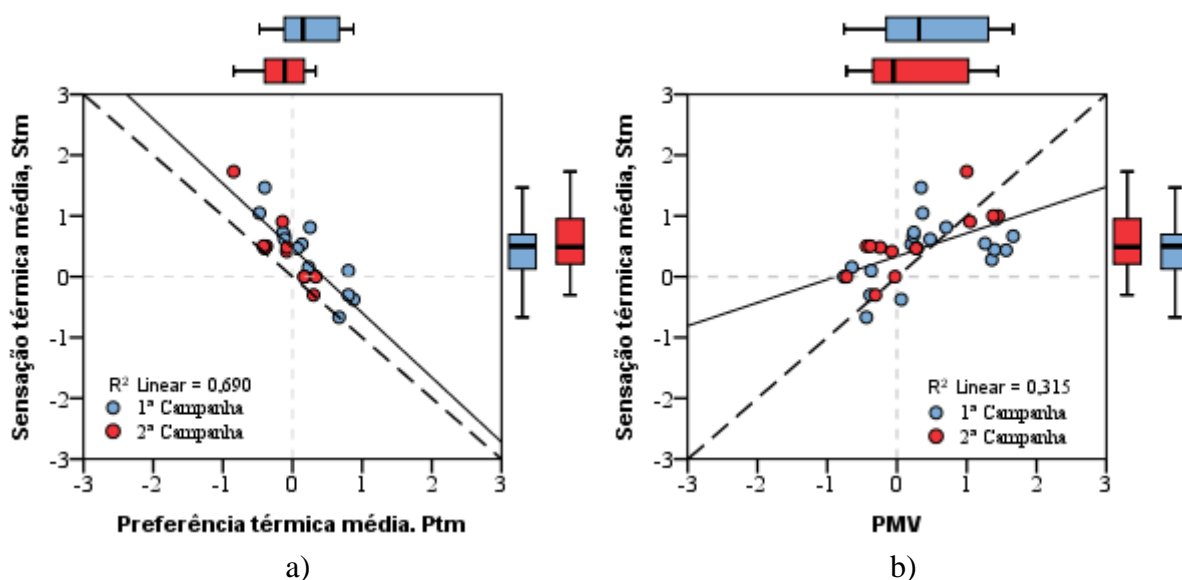 3
2
1
0
-1
-2
-3
-3 -2 -1 0 1 2 3
Sensação térmica média, Stm
R² Linear = 0,690
1ª Campanha
2ª Campanha
Preferência térmica média. Ptm
a)
3
2
1
0
-1
-2
-3
-3 -2 -1 0 1 2 3
Sensação térmica média, Stm
R² Linear = 0,315
1ª Campanha
2ª Campanha
PMV
b)